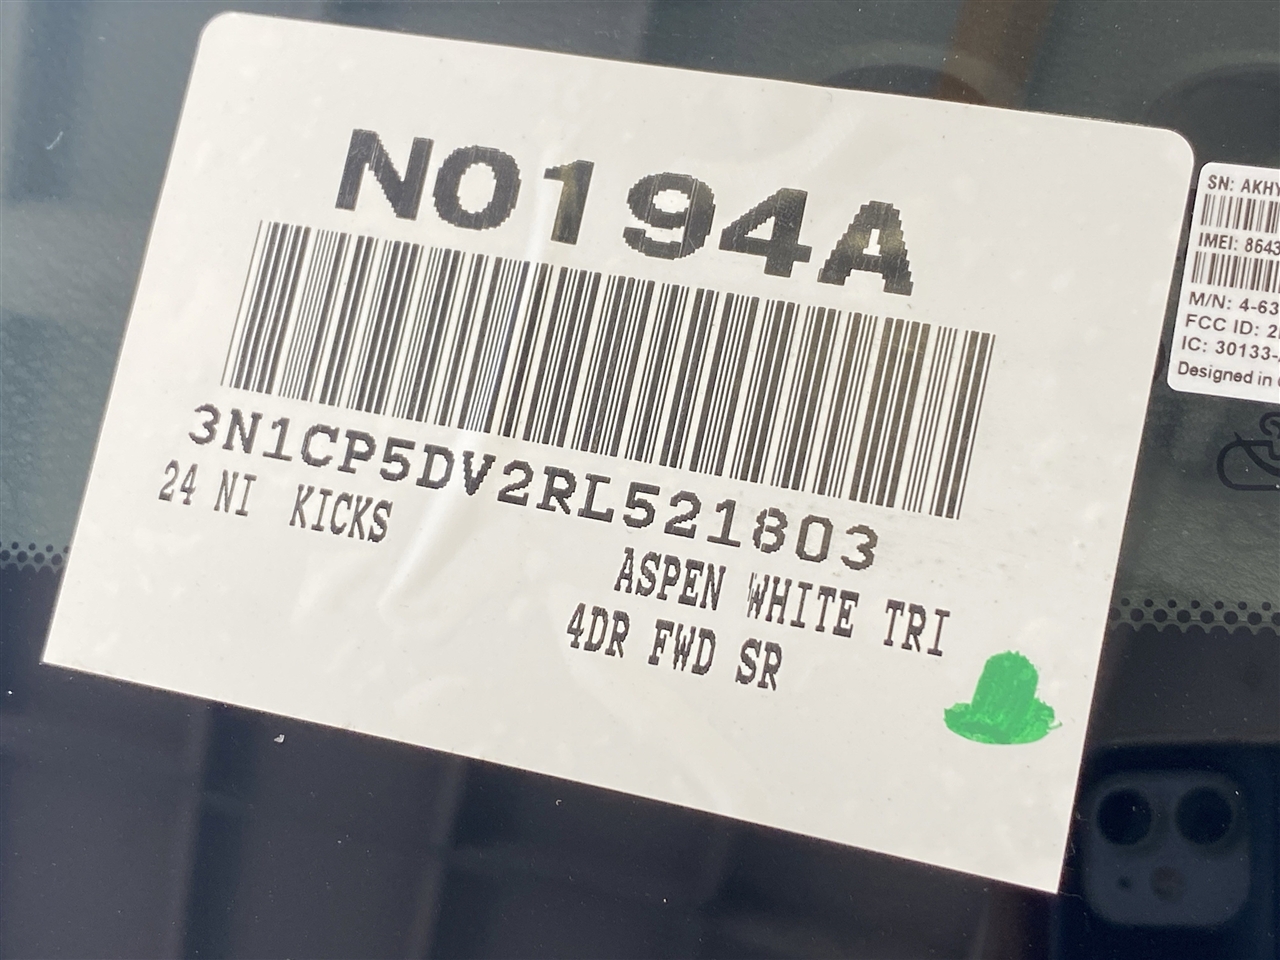 N0194A
3N1CP5DV2RL521803
24 NI KICKS
ASPEN WHITE TRI
4DR FWD SR
SN: AKHY
IMEI: 8643
M/N: 4-63
FCC ID: 2
IC: 30133-
Designed in